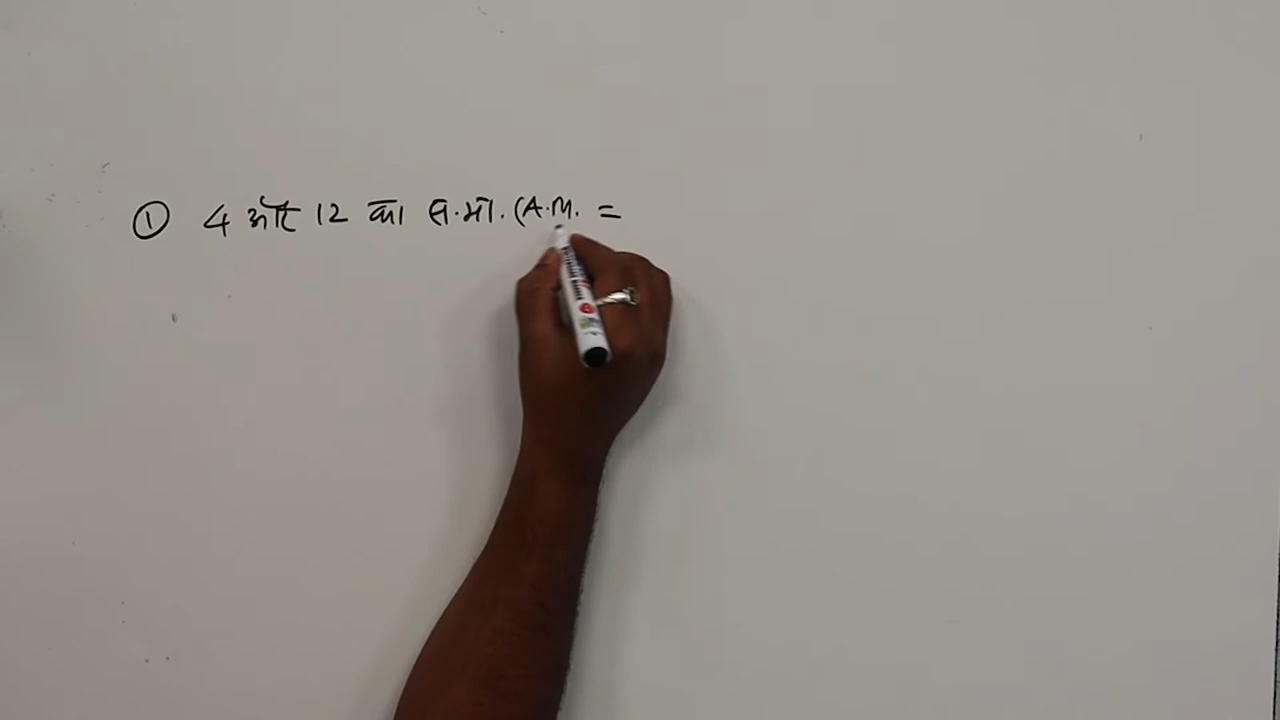 ① 4 और 12 का स.मा. (A.M. =